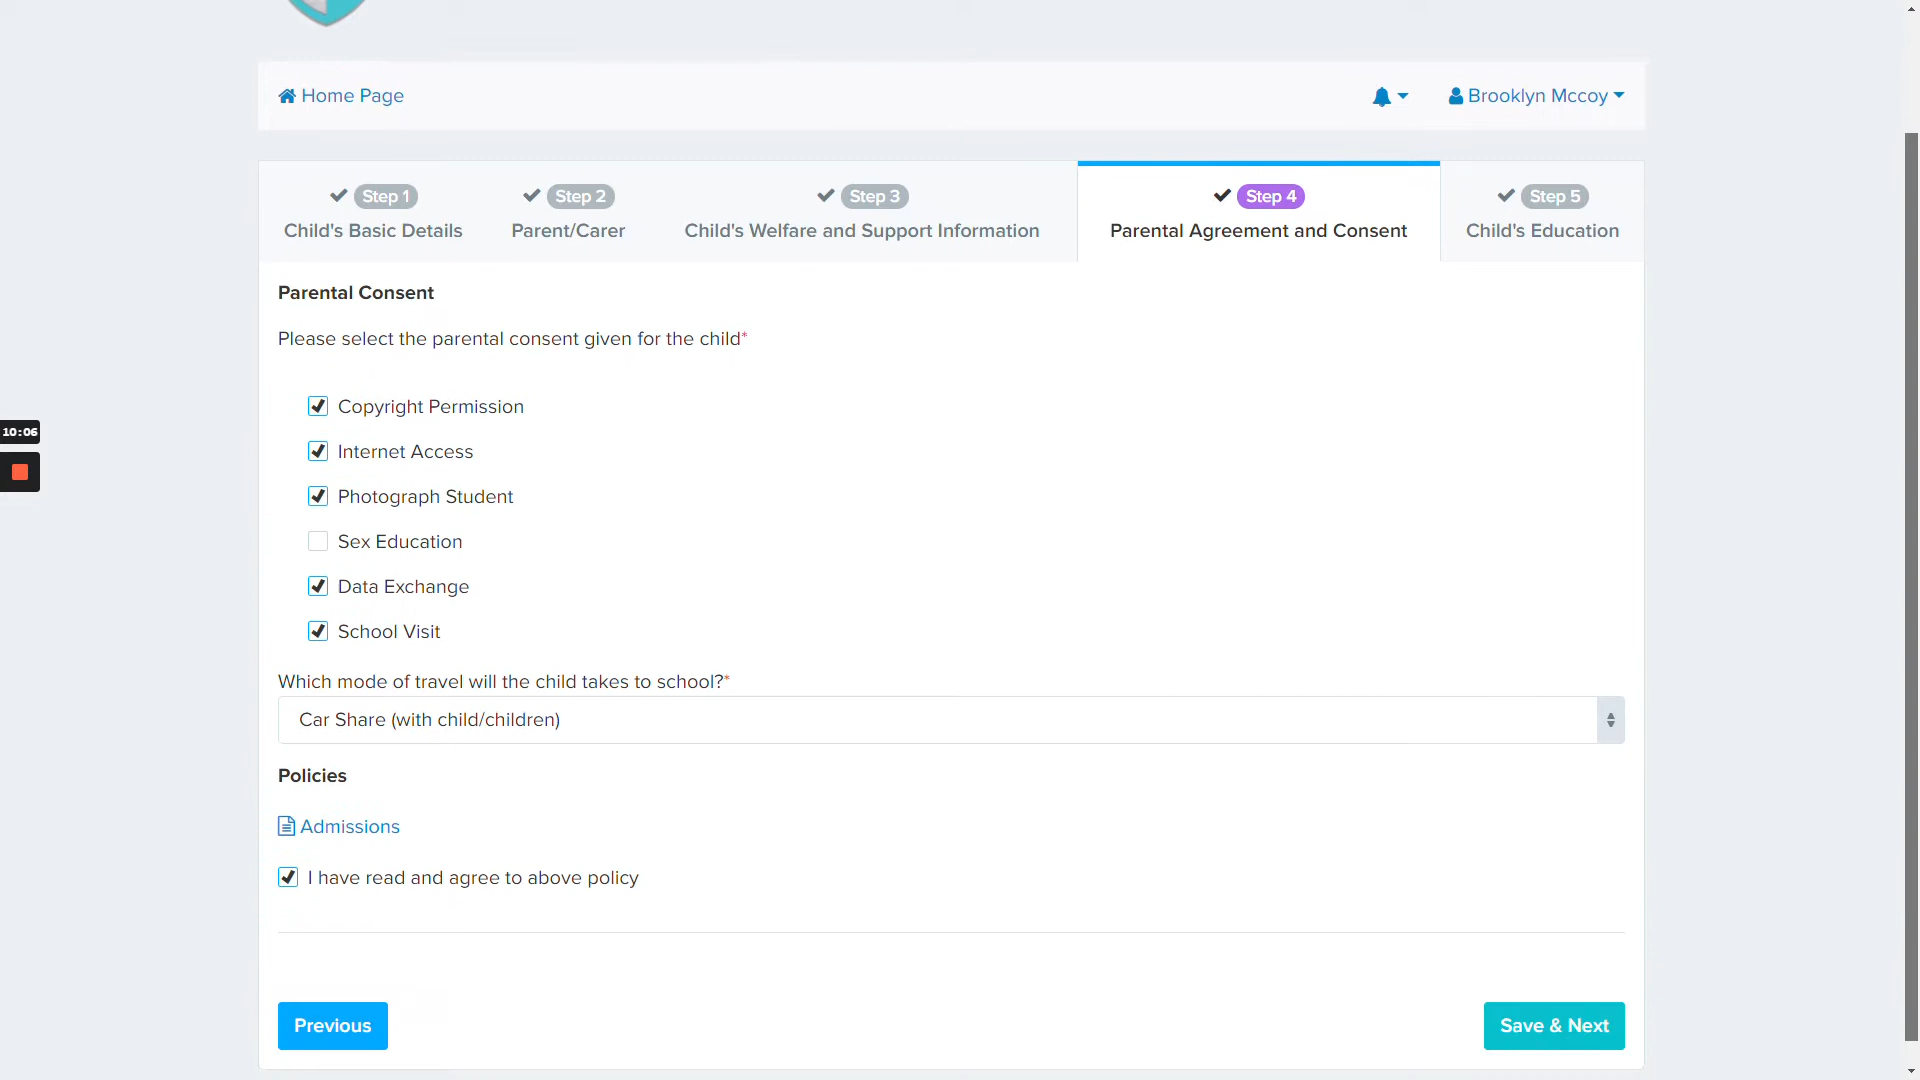 Home Page
Brooklyn Mccoy
Step 1
Child's Basic Details
Step 2
Parent/Carer
Step 3
Child's Welfare and Support Information
Step 4
Parental Agreement and Consent
Step 5
Child's Education
Parental Consent
Please select the parental consent given for the child*
Copyright Permission
10:06
Internet Access
Photograph Student
Sex Education
Data Exchange
School Visit
Which mode of travel will the child takes to school?*
Car Share (with child/children)
Policies
Admissions
I have read and agree to above policy
Previous
Save & Next